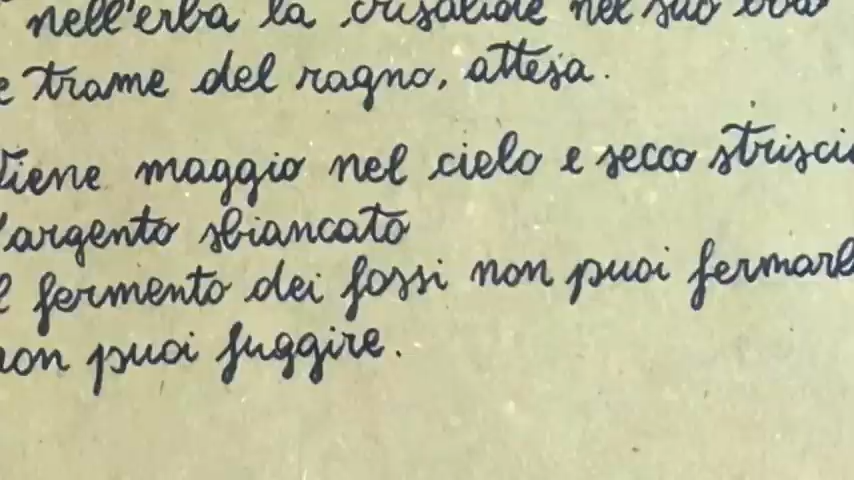 nell'erba la crisalide nel suo
e trame del ragno, attesa.
Viene maggio nel cielo e secco striscia
l'argento sbiancato
il fermento dei fossi non puoi fermarl
non puoi fuggire.